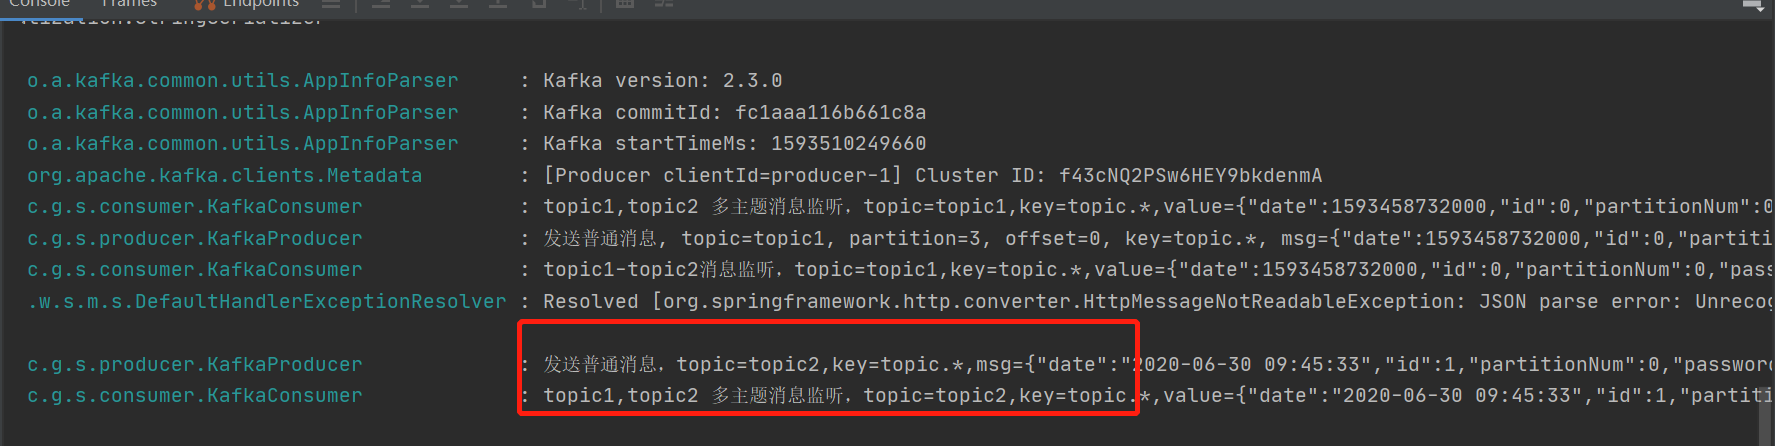 Console Frames Endpoints
.lization.StringSerializer
o.a.kafka.common.utils.AppInfoParser : Kafka version: 2.3.0
o.a.kafka.common.utils.AppInfoParser : Kafka commitId: fc1aaa116b661c8a
o.a.kafka.common.utils.AppInfoParser : Kafka startTimeMs: 1593510249660
org.apache.kafka.clients.Metadata : [Producer clientId=producer-1] Cluster ID: f43cNQ2PSw6HEY9bkdenmA
c.g.s.consumer.KafkaConsumer : topic1,topic2 多主题消息监听，topic=topic1,key=topic.*,value={"date":1593458732000,"id":0,"partitionNum":0
c.g.s.producer.KafkaProducer : 发送普通消息, topic=topic1, partition=3, offset=0, key=topic.*, msg={"date":1593458732000,"id":0,"partiti
c.g.s.consumer.KafkaConsumer : topic1-topic2消息监听，topic=topic1,key=topic.*,value={"date":1593458732000,"id":0,"partitionNum":0,"pass
.w.s.m.s.DefaultHandlerExceptionResolver : Resolved [org.springframework.http.converter.HttpMessageNotReadableException: JSON parse error: Unrecog
c.g.s.producer.KafkaProducer : 发送普通消息，topic=topic2,key=topic.*,msg={"date":"2020-06-30 09:45:33","id":1,"partitionNum":0,"password
c.g.s.consumer.KafkaConsumer : topic1,topic2 多主题消息监听，topic=topic2,key=topic.*,value={"date":"2020-06-30 09:45:33","id":1,"partiti